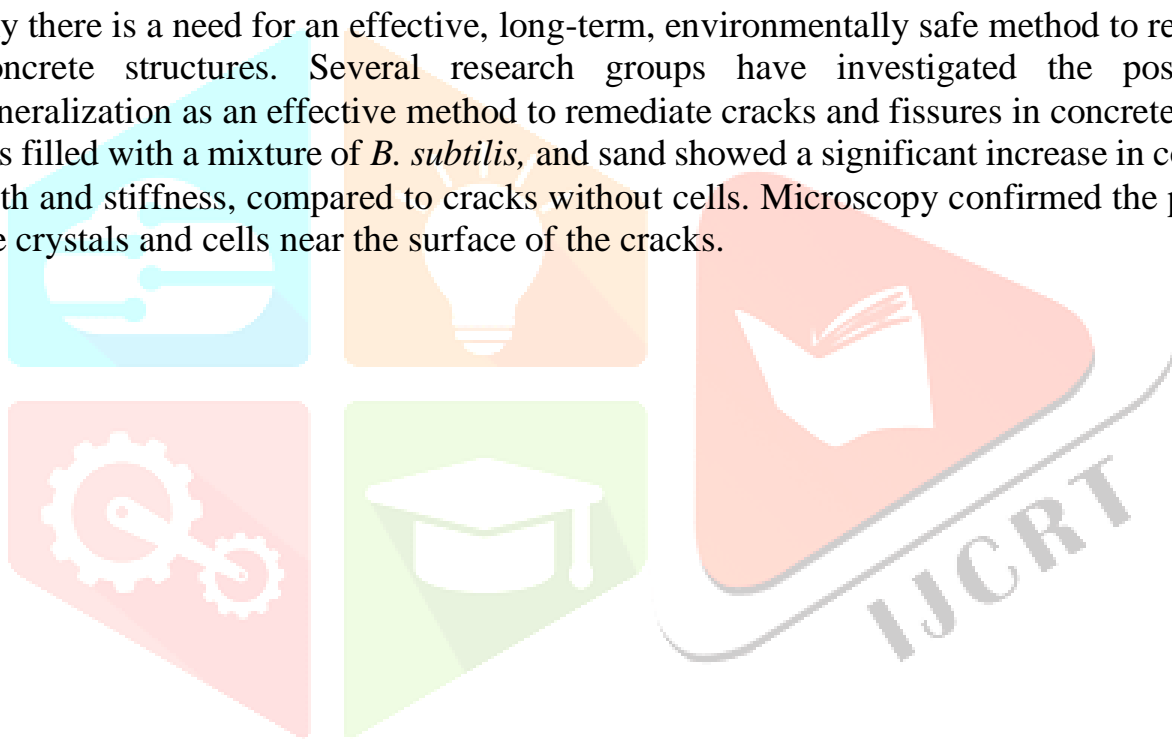 y there is a need for an effective, long-term, environmentally safe method to re
oncrete structures. Several research groups have investigated the pos
neralization as an effective method to remediate cracks and fissures in concrete
s filled with a mixture of B. subtilis, and sand showed a significant increase in co
th and stiffness, compared to cracks without cells. Microscopy confirmed the p
e crystals and cells near the surface of the cracks.
IJCRT